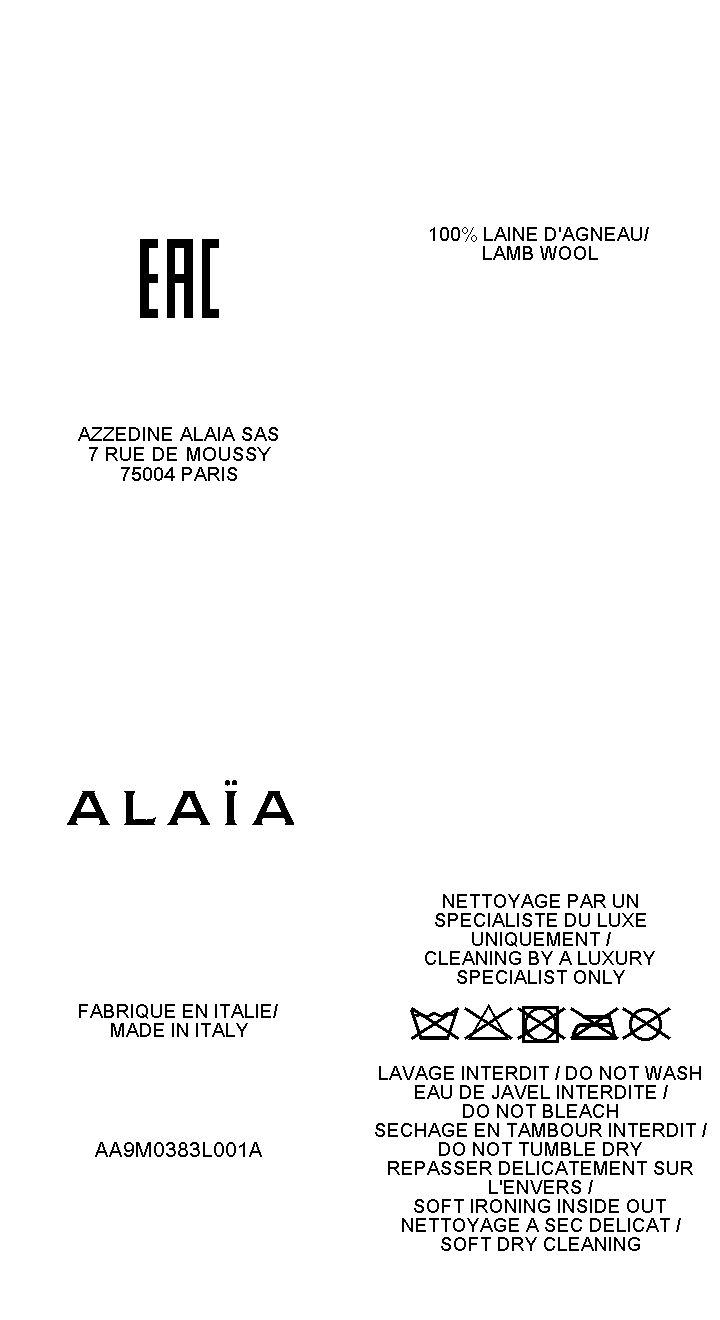 EAC
100% LAINE D'AGNEAU/
LAMB WOOL
AZZEDINE ALAIA SAS
7 RUE DE MOUSSY
75004 PARIS
ALAÏA
FABRIQUE EN ITALIE/
MADE IN ITALY
AA9M0383L001A
NETTOYAGE PAR UN
SPECIALISTE DU LUXE
UNIQUEMENT /
CLEANING BY A LUXURY
SPECIALIST ONLY
LAVAGE INTERDIT / DO NOT WASH
EAU DE JAVEL INTERDITE /
DO NOT BLEACH
SECHAGE EN TAMBOUR INTERDIT /
DO NOT TUMBLE DRY
REPASSER DELICATEMENT SUR
L'ENVERS /
SOFT IRONING INSIDE OUT
NETTOYAGE A SEC DELICAT /
SOFT DRY CLEANING